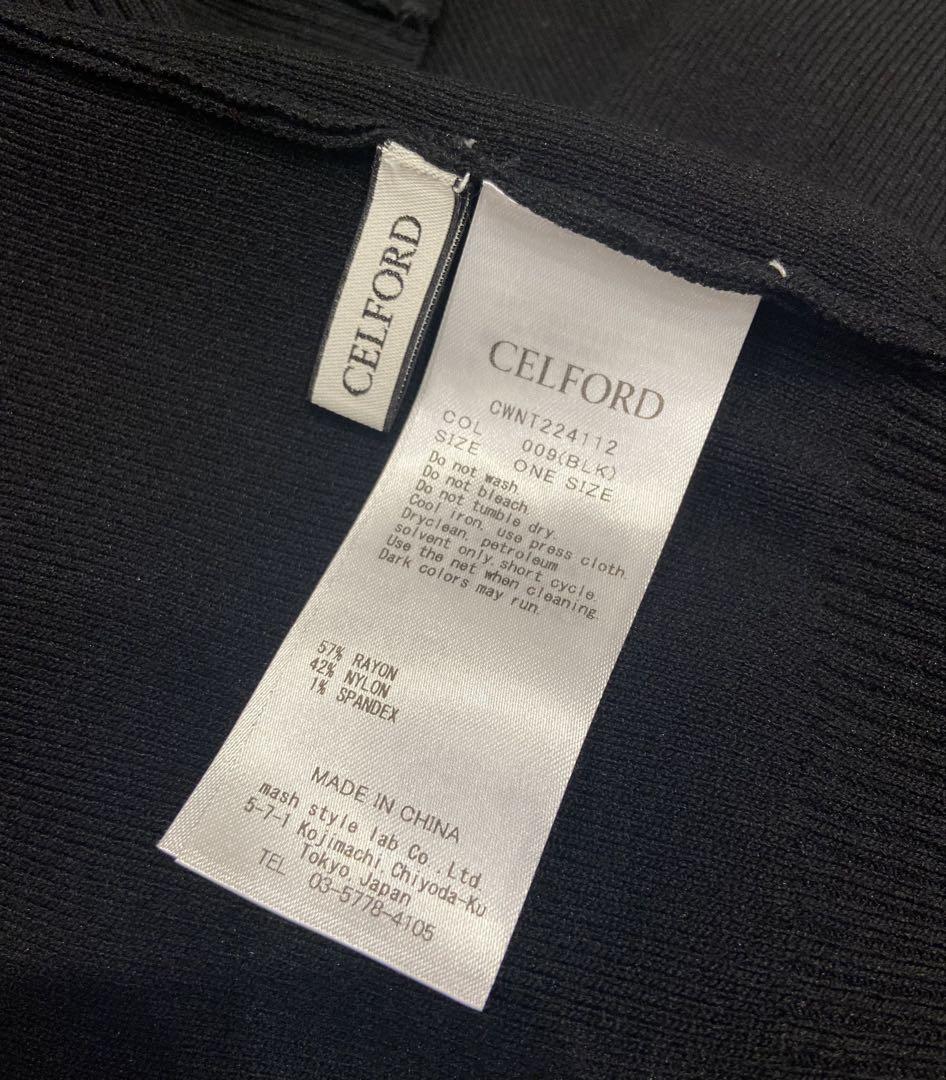 CELFORD
CELFORD
CWNT224112
COL 009(BLK)
SIZE ONE SIZE
Do not wash
Do not bleach
Do not tumble dry.
Cool iron, use press cloth.
Dryclean, petroleum
solvent only, short cycle.
Use the net when cleaning.
Dark colors may run.
57% RAYON
42% NYLON
1% SPANDEX
MADE IN CHINA
mash style lab Co.,Ltd.
5-7-1 Kojimachi,Chiyoda-Ku
Tokyo,Japan
TEL 03-5778-4105